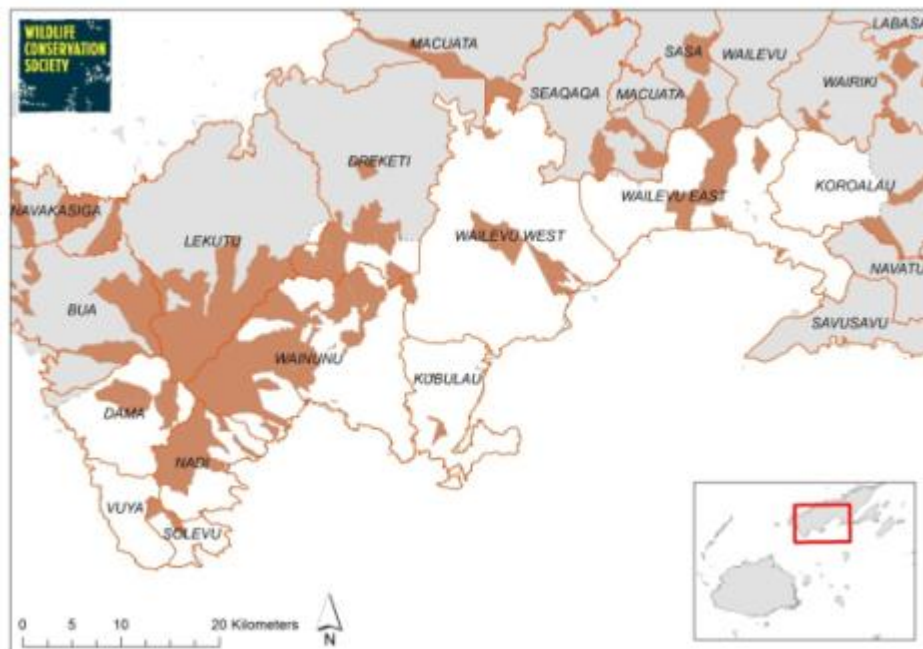 WILDLIFE
CONSERVATION
SOCIETY
MACUATA
SASA
WAILEVU
LABASA
SEAQAQA
MACUATA
WAIRIKI
DREKETI
NAVAKASIGA
WAILEVU EAST
KOROALAU
LEKUTU
WAILEVU WEST
NAVATU
BUA
SAVUSAVU
WAINUNU
KUBULAU
DAMA
NADI
VUYA
SOLEVU
0 5 10 20 Kilometers
N